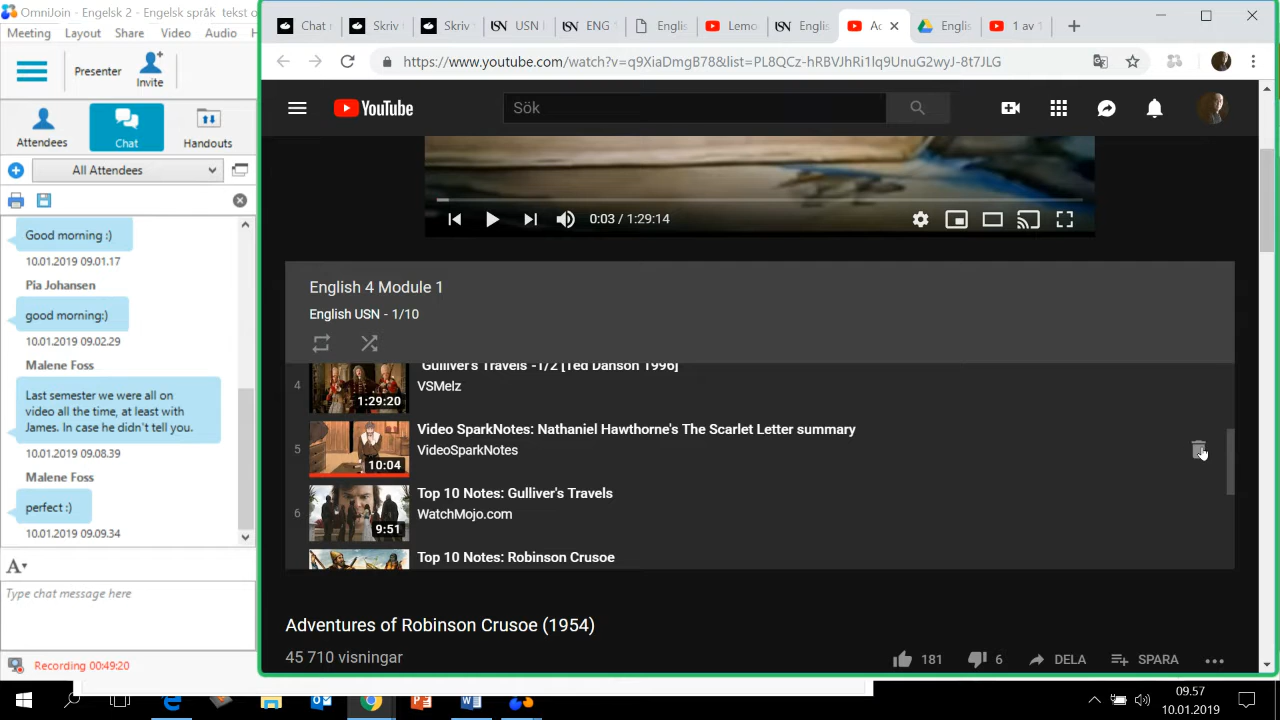 OmniJoin - Engelsk 2 - Engelsk språk tekst o
Meeting Layout Share Video Audio
Presenter
Invite
Attendees
Chat
Handouts
All Attendees
Good morning :)
10.01.2019 09.01.17
Pia Johansen
good morning:)
10.01.2019 09.02.29
Malene Foss
Last semester we were all on
video all the time, at least with
James. In case he didn't tell you.
10.01.2019 09.08.39
Malene Foss
perfect :)
10.01.2019 09.09.34
A
Type chat message here
Recording 00:49:20
Chat Skriv Skriv USN ENG Englis Lemo Englis Ac Englis 1 av 1
https://www.youtube.com/watch?v=q9XiaDmgB78&list=PL8QCz-hRBVJhRi1Iq9UnuG2wyJ-8t7JLG
YouTube
Sök
0:03 / 1:29:14
English 4 Module 1
English USN - 1/10
4
Gulliver's Travels -1/2 [Ted Danson 1996]
VSMelz
1:29:20
5
Video SparkNotes: Nathaniel Hawthorne's The Scarlet Letter summary
VideoSparkNotes
10:04
6
Top 10 Notes: Gulliver's Travels
WatchMojo.com
9:51
Top 10 Notes: Robinson Crusoe
Adventures of Robinson Crusoe (1954)
45 710 visningar
181
6
DELA
SPARA
09.57
10.01.2019